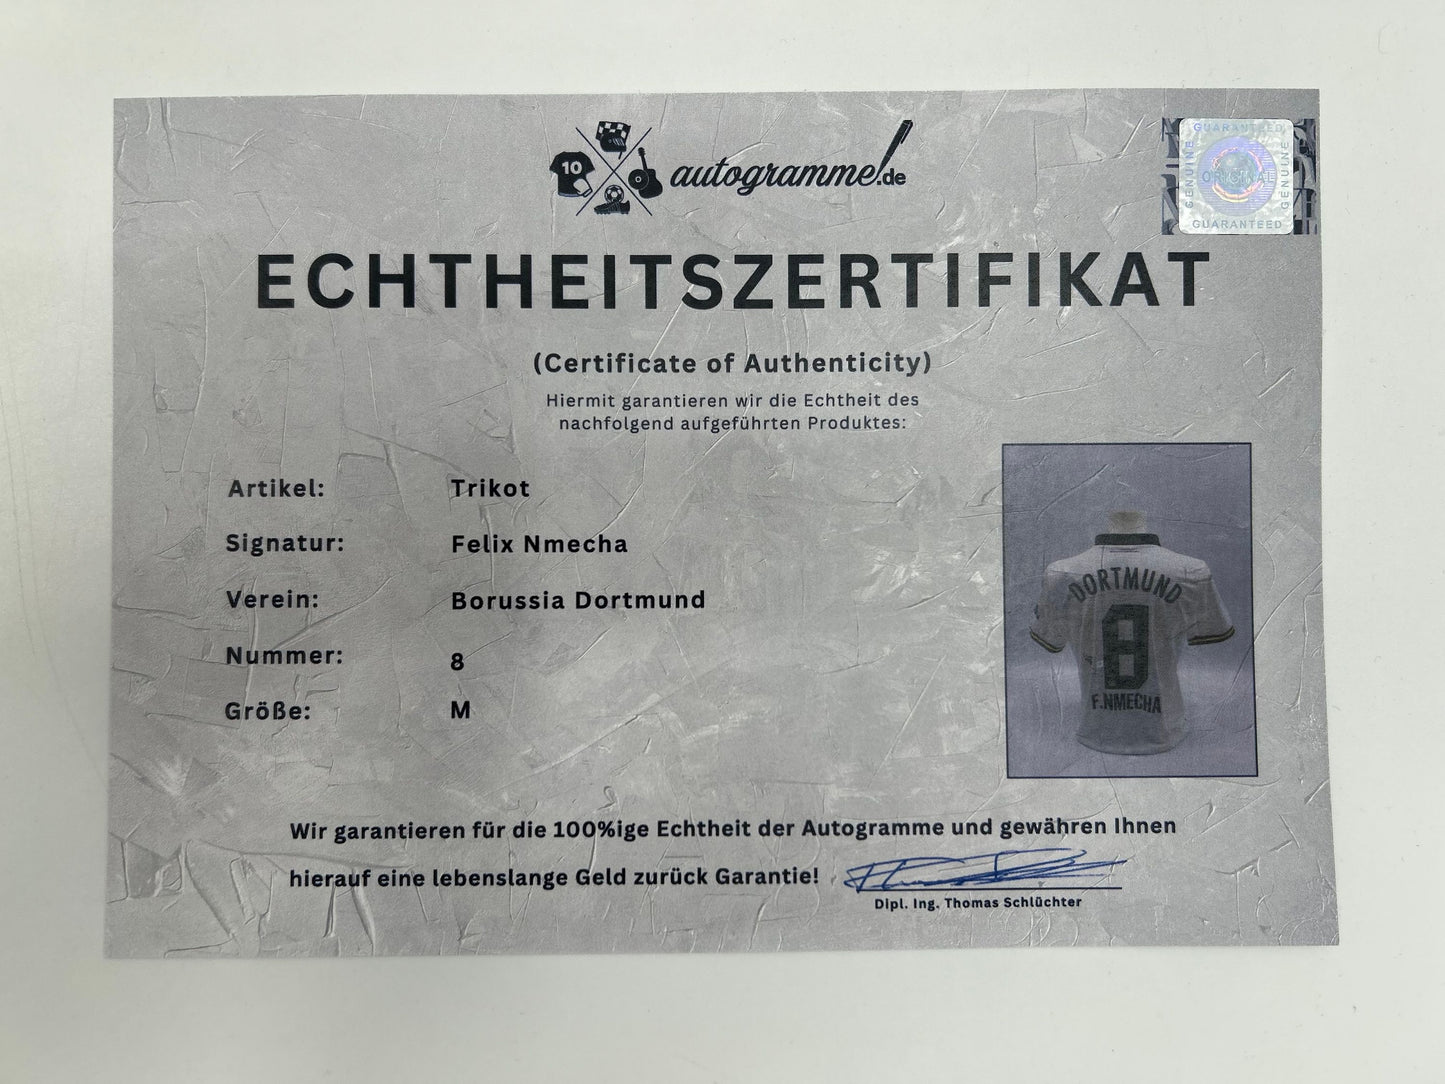 10
autogramme!.de
GUARANTEED
GENUINE
ORIGINAL
GENUINE
GUARANTEED
ECHTHEITSZERTIFIKAT
(Certificate of Authenticity)
Hiermit garantieren wir die Echtheit des
nachfolgend aufgeführten Produktes:
Artikel: Trikot
Signatur: Felix Nmecha
Verein: Borussia Dortmund
Nummer: 8
Größe: M
DORTMUND
8
F.NMECHA
Wir garantieren für die 100%ige Echtheit der Autogramme und gewähren Ihnen
hierauf eine lebenslange Geld zurück Garantie!
Dipl. Ing. Thomas Schlüchter